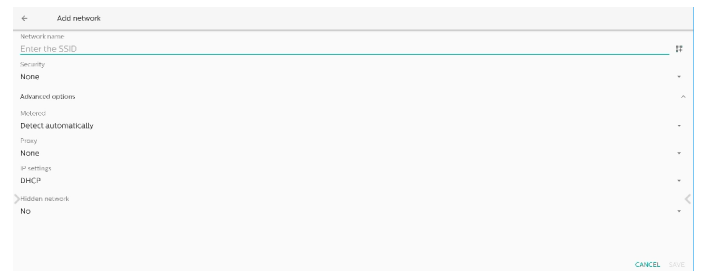 Add network
Network name
Enter the SSID
Security
None
Advanced options
Metered
Detect automatically
Proxy
None
IP settings
DHCP
Hidden network
No
CANCEL SAVE